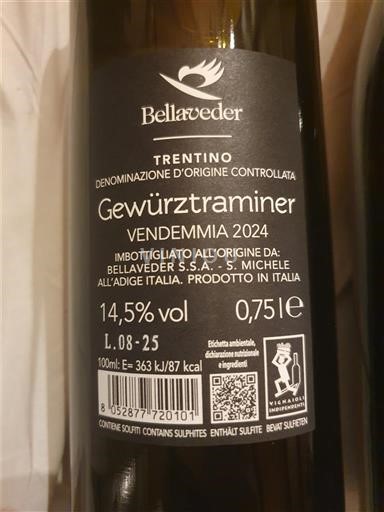 Bellaveder
TRENTINO
DENOMINAZIONE D'ORIGINE CONTROLLATA
Gewürztraminer
VENDEMMIA 2024
IMBOTTIGLIATO ALL'ORIGINE DA:
BELLAVEDER S.S.A. - S. MICHELE
ALL'ADIGE ITALIA. PRODOTTO IN ITALIA
14,5% vol 0,75 l e
L.08-25
100ml: E= 363 kJ/87 kcal
Etichetta ambientale,
dichiarazione nutrizionale
e ingredienti
VIGNAIOLI
INDIPENDENTI
8 052877 720101
CONTIENE SOLFITI CONTAINS SULPHITES ENTHÄLT SULFITE BEVAT SULFIETEN